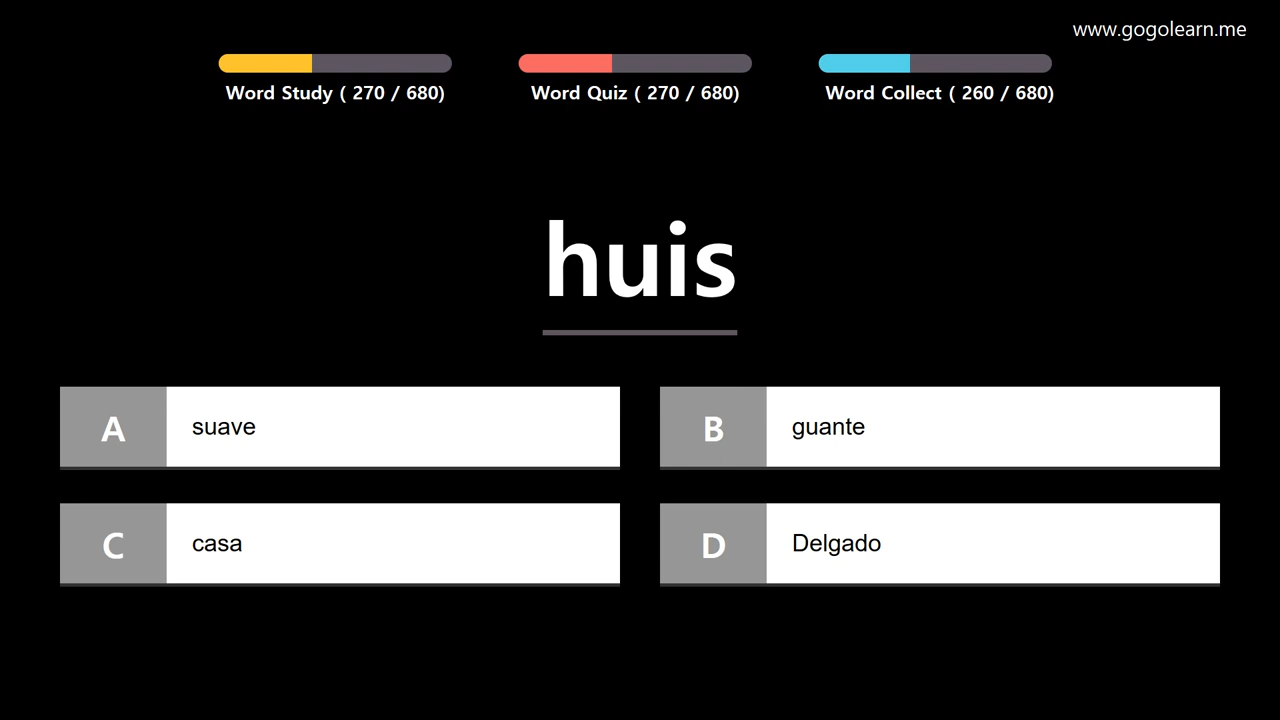 www.gogolearn.me
Word Study ( 270 / 680)
Word Quiz ( 270 / 680)
Word Collect ( 260 / 680)
huis
A suave
B guante
C casa
D Delgado